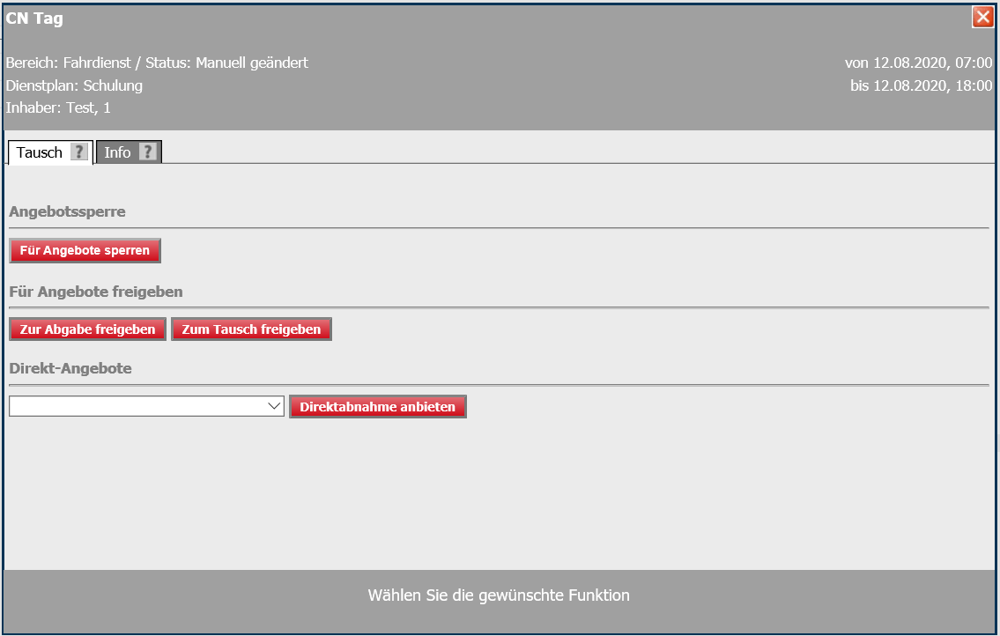 CN Tag
Bereich: Fahrdienst / Status: Manuell geändert
von 12.08.2020, 07:00
Dienstplan: Schulung
bis 12.08.2020, 18:00
Inhaber: Test, 1
Tausch ? Info ?
Angebotssperre
Für Angebote sperren
Für Angebote freigeben
Zur Abgabe freigeben Zum Tausch freigeben
Direkt-Angebote
Direktabnahme anbieten
Wählen Sie die gewünschte Funktion